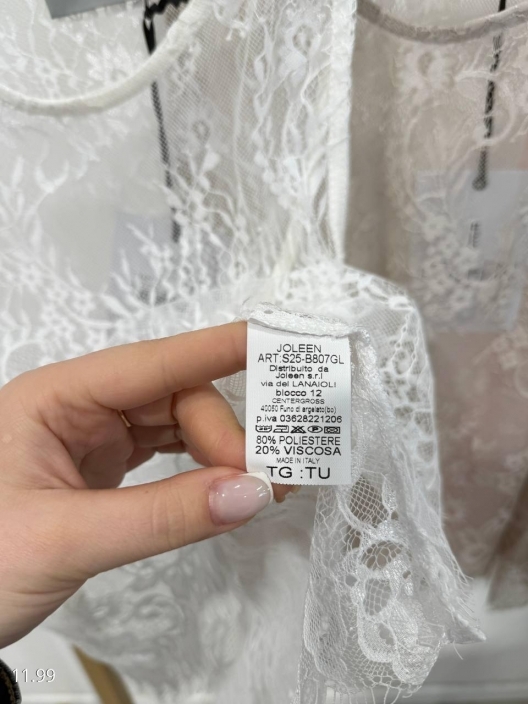 JOLEEN
ART:S25-B807GL
Distribuito da
Joleen s.r.l
via dei LANAIOLI
blocco 12
CENTERGROSS
40050 Funo di argelato(bo)
p.iva 03628221206
80% POLIESTERE
20% VISCOSA
MADE IN ITALY
TG :TU
11.99